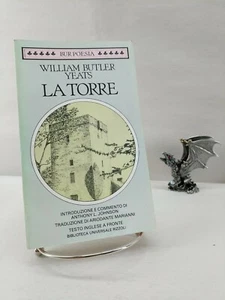 BUR POESIA
WILLIAM BUTLER
YEATS
LA TORRE
INTRODUZIONE E COMMENTO DI
ANTHONY L. JOHNSON
TRADUZIONE DI ARIODANTE MARIANNI
TESTO INGLESE A FRONTE
BIBLIOTECA UNIVERSALE RIZZOLI